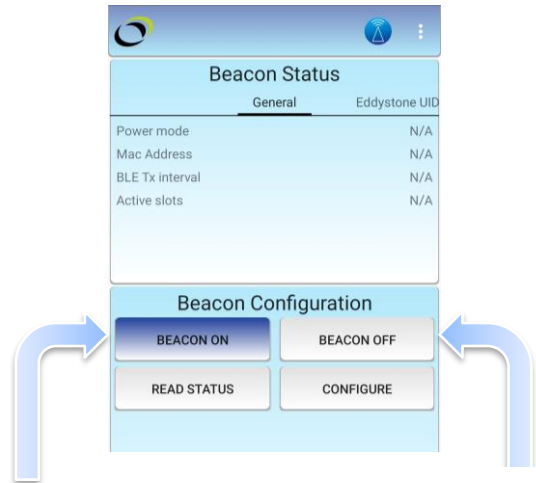 Beacon Status
General Eddystone UID
Power mode N/A
Mac Address N/A
BLE Tx interval N/A
Active slots N/A
Beacon Configuration
BEACON ON BEACON OFF
READ STATUS CONFIGURE